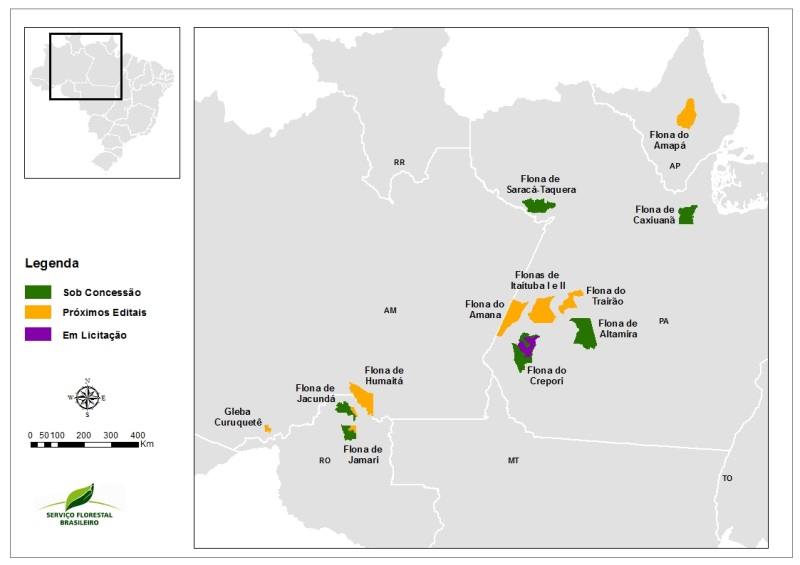 Flona do
Amapá
AP
RR
Flona de
Saracá-Taquera
Flona de
Caxiuanã
Legenda
Sob Concessão
Próximos Editais
Em Licitação
Flonas de
Itaituba I e II
Flona do
Trairão
Flona do
Amana
AM
PA
Flona de
Altamira
Flona do
Crepori
Flona de
Humaitá
Flona de
Jacundá
Gleba
Curuquetê
Flona de
Jamari
RO
MT
TO
N
W E
S
0 50 100 200 300 400
Km
SERVIÇO FLORESTAL
BRASILEIRO